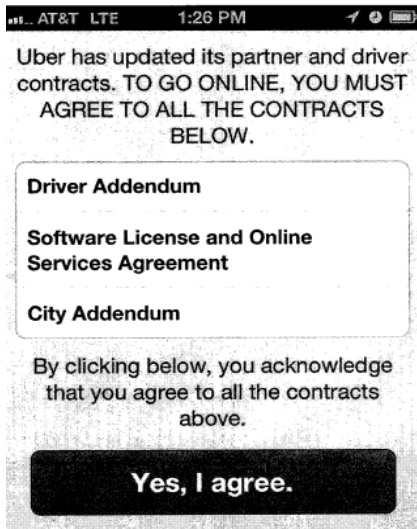 AT&T LTE 1:26 PM
Uber has updated its partner and driver
contracts. TO GO ONLINE, YOU MUST
AGREE TO ALL THE CONTRACTS
BELOW.
Driver Addendum
Software License and Online
Services Agreement
City Addendum
By clicking below, you acknowledge
that you agree to all the contracts
above.
Yes, I agree.